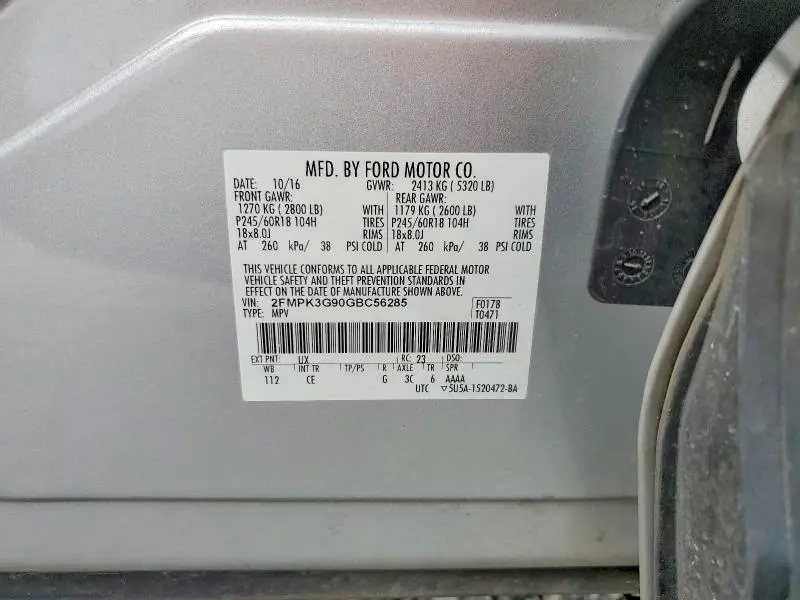 MFD. BY FORD MOTOR CO.
DATE: 10/16 GVWR: 2413 KG ( 5320 LB)
FRONT GAWR: REAR GAWR:
1270 KG ( 2800 LB) WITH 1179 KG ( 2600 LB) WITH
P245/60R18 104H TIRES P245/60R18 104H TIRES
18x8.0J RIMS 18x8.0J RIMS
AT 260 kPa/ 38 PSI COLD AT 260 kPa/ 38 PSI COLD
THIS VEHICLE CONFORMS TO ALL APPLICABLE FEDERAL MOTOR
VEHICLE SAFETY AND THEFT PREVENTION STANDARDS IN
EFFECT ON THE DATE OF MANUFACTURE SHOWN ABOVE.
VIN: 2FMPK3G90GBC56285 F0178
TYPE: MPV T0471
EXT PNT: UX RC: 23 DSO:
WB INT TR TP/PS R AXLE TR SPR
112 CE G 3C 6 AAAA
UTC ▽5U5A-1520472-BA